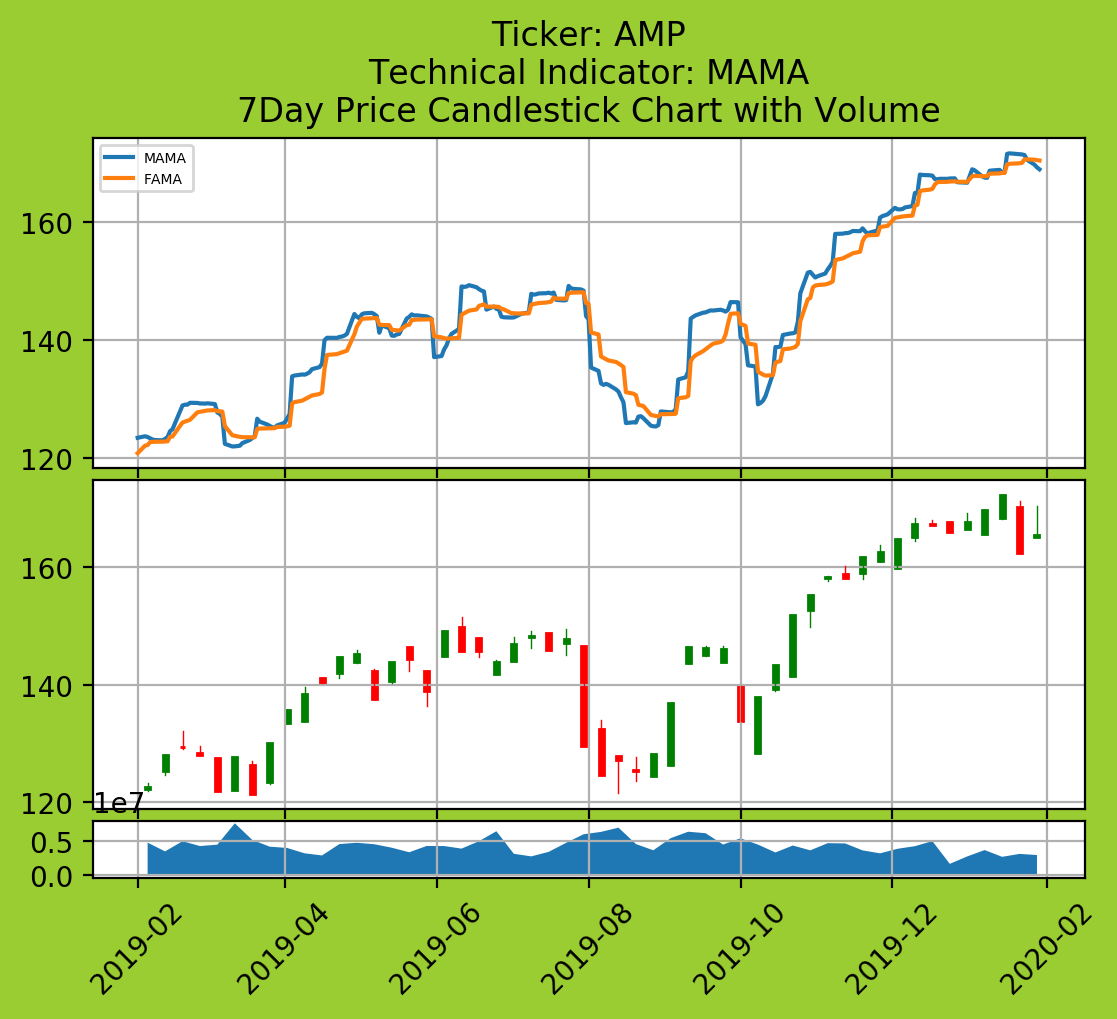 Ticker: AMP
Technical Indicator: MAMA
7Day Price Candlestick Chart with Volume
MAMA
FAMA
160
140
120
160
140
120
1e7
0.5
0.0
2019-02
2019-04
2019-06
2019-08
2019-10
2019-12
2020-02